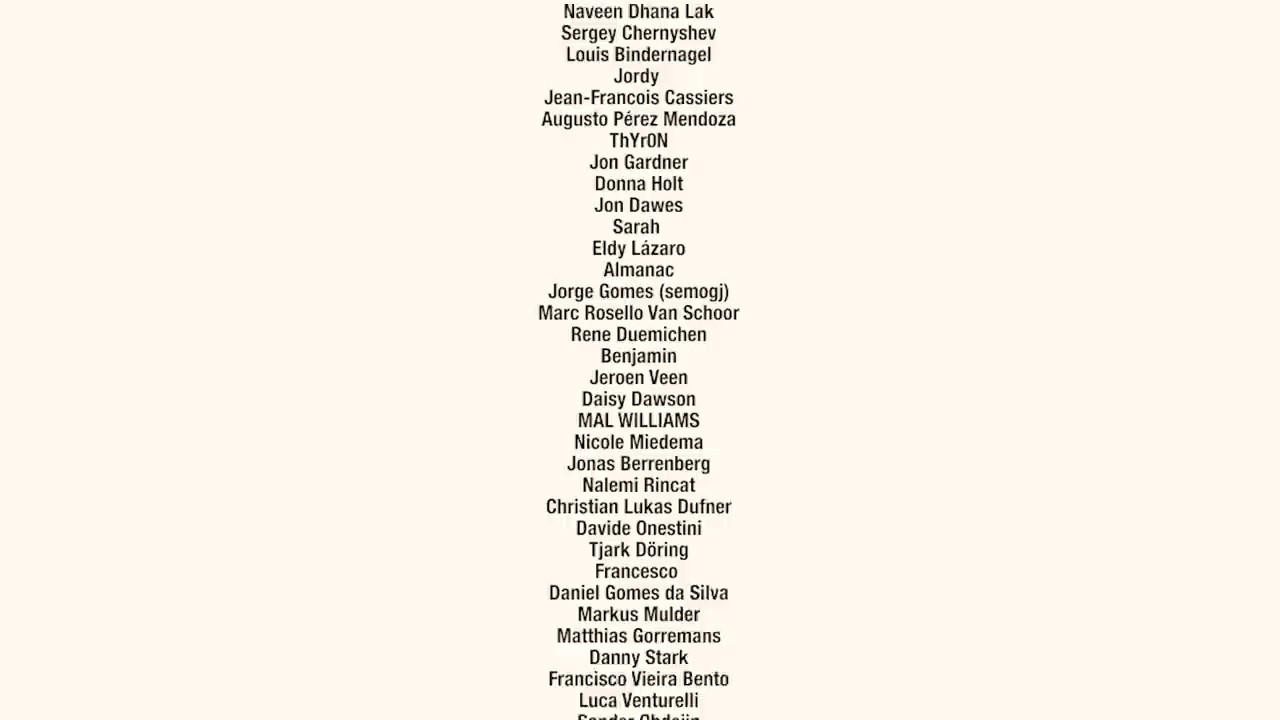 Naveen Dhana Lak
Sergey Chernyshev
Louis Bindernagel
Jordy
Jean-Francois Cassiers
Augusto Pérez Mendoza
ThYr0N
Jon Gardner
Donna Holt
Jon Dawes
Sarah
Eldy Lázaro
Almanac
Jorge Gomes (semogj)
Marc Rosello Van Schoor
Rene Duemichen
Benjamin
Jeroen Veen
Daisy Dawson
MAL WILLIAMS
Nicole Miedema
Jonas Berrenberg
Nalemi Rincat
Christian Lukas Dufner
Davide Onestini
Tjark Döring
Francesco
Daniel Gomes da Silva
Markus Mulder
Matthias Gorremans
Danny Stark
Francisco Vieira Bento
Luca Venturelli